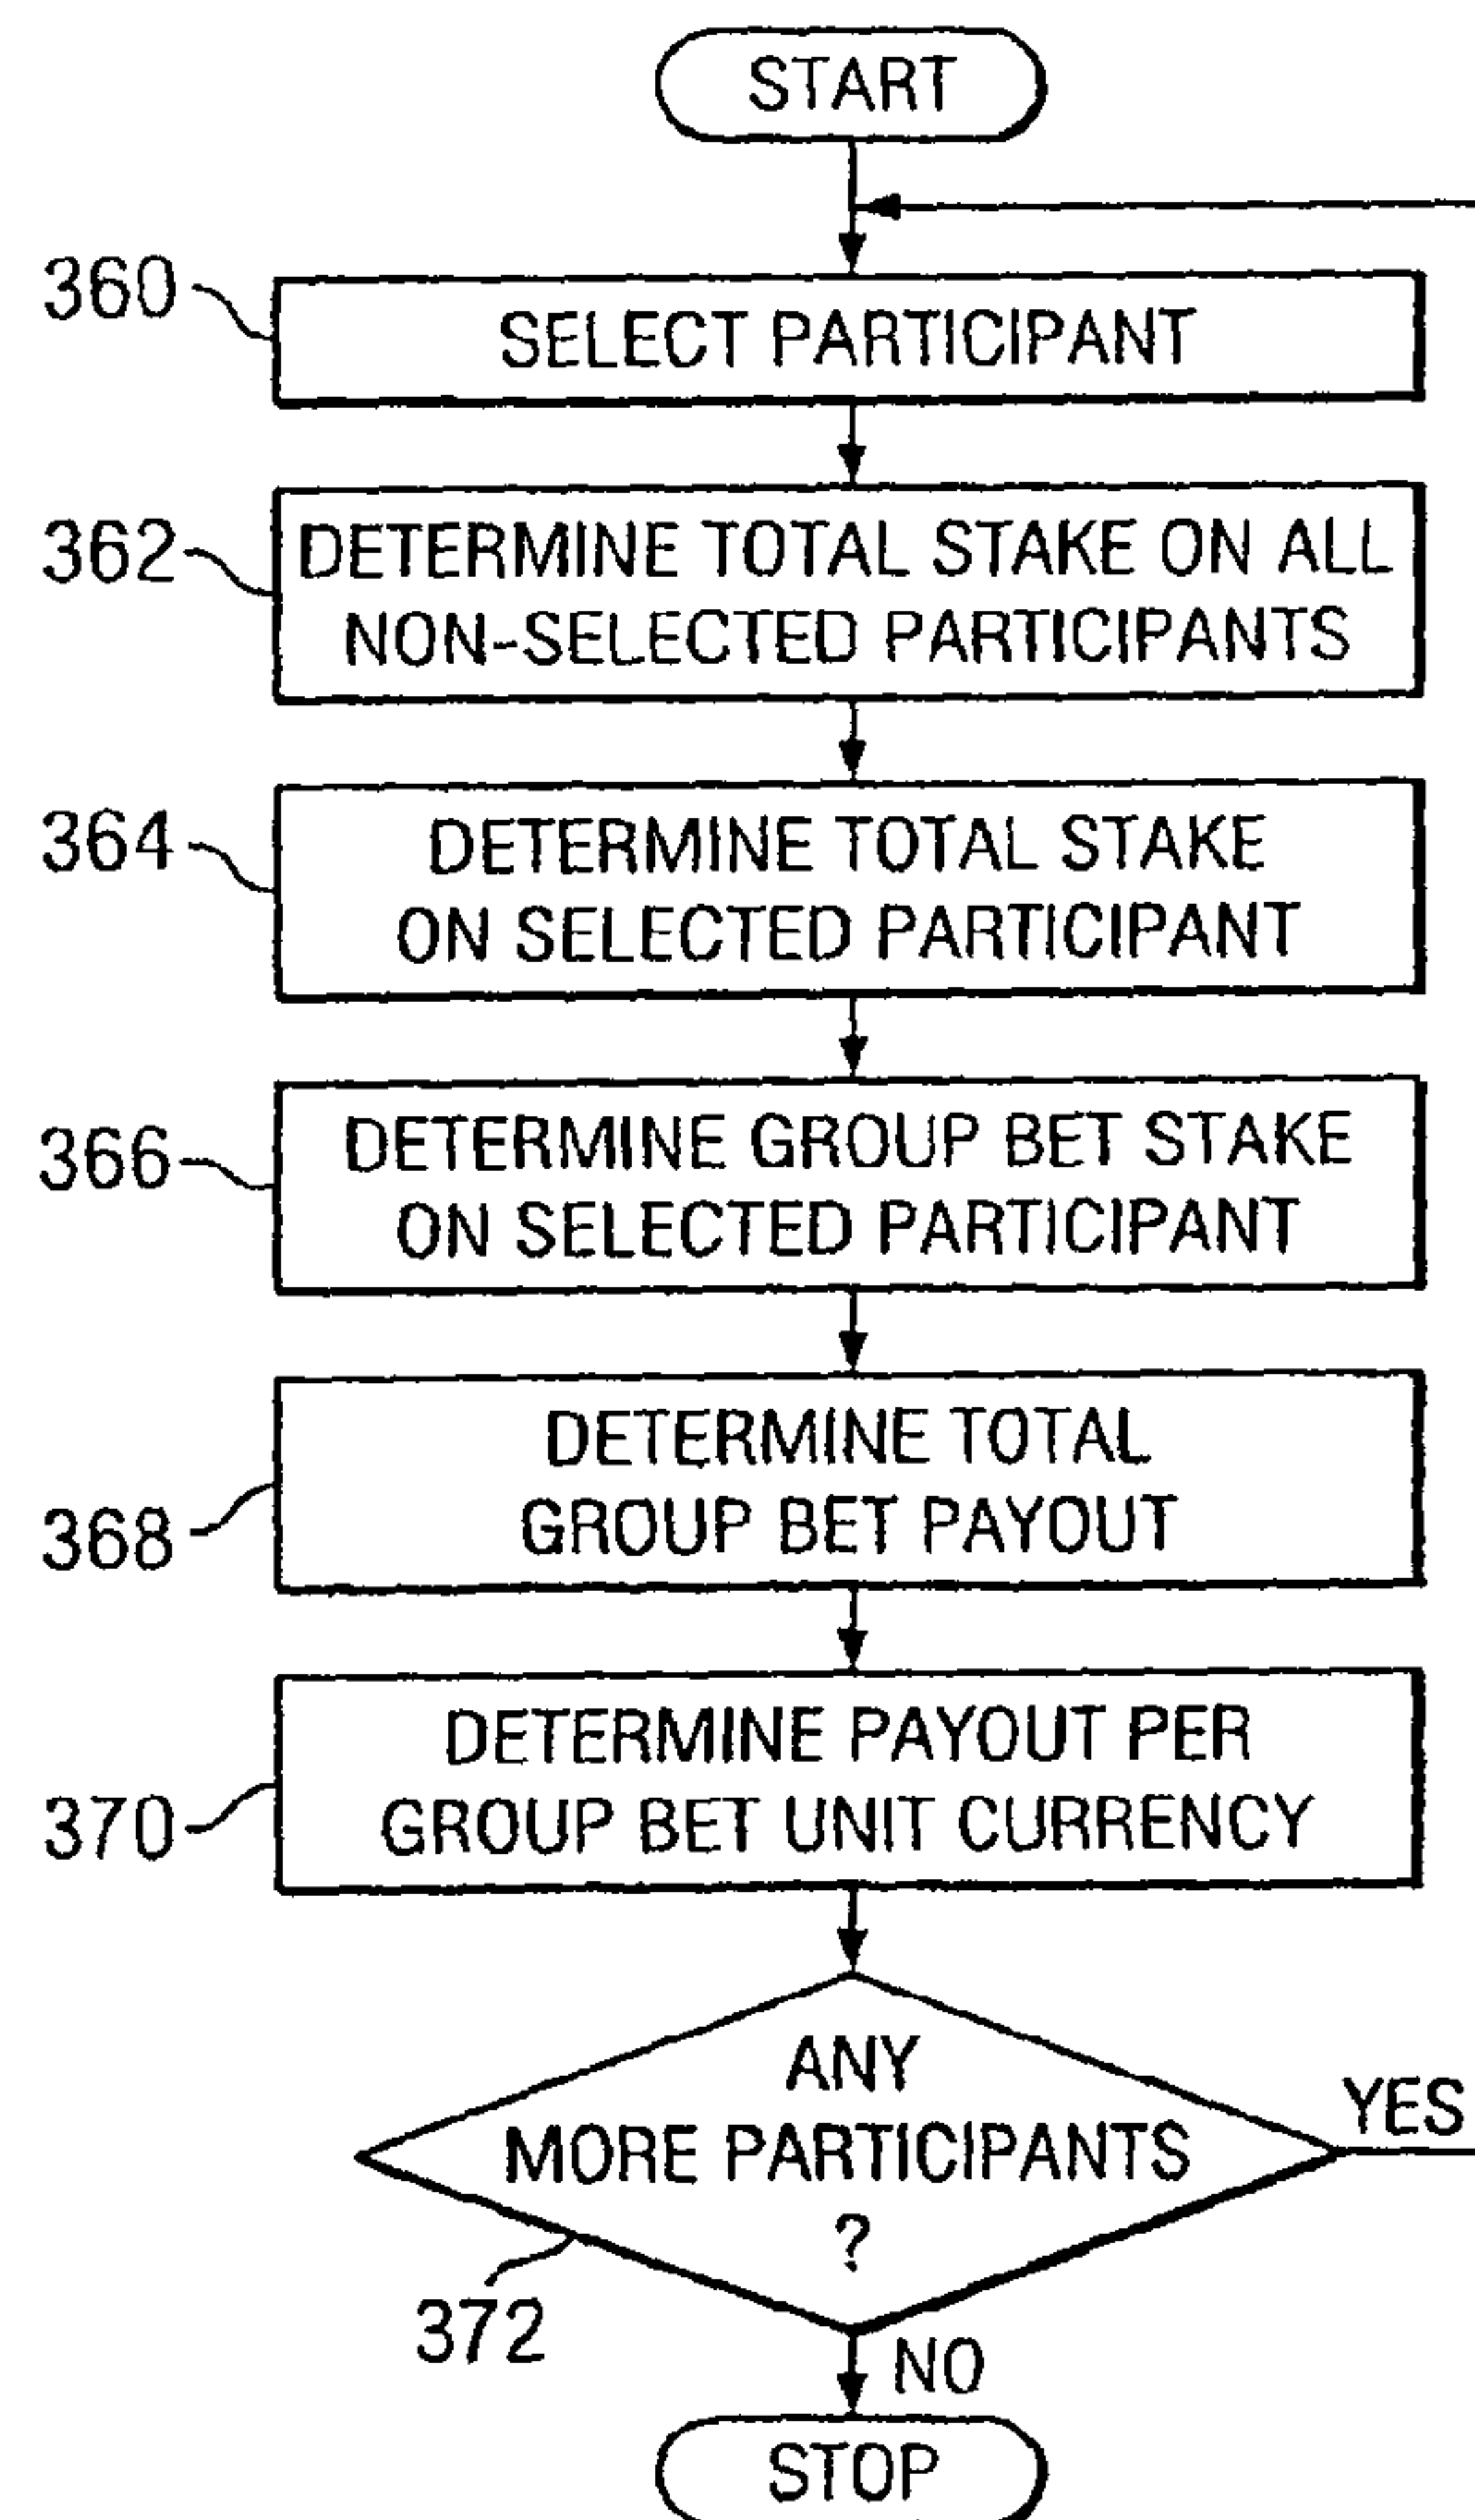 START
360
SELECT PARTICIPANT
362
DETERMINE TOTAL STAKE ON ALL
NON-SELECTED PARTICIPANTS
364
DETERMINE TOTAL STAKE
ON SELECTED PARTICIPANT
366
DETERMINE GROUP BET STAKE
ON SELECTED PARTICIPANT
368
DETERMINE TOTAL
GROUP BET PAYOUT
370
DETERMINE PAYOUT PER
GROUP BET UNIT CURRENCY
ANY
MORE PARTICIPANTS
?
YES
372
NO
STOP